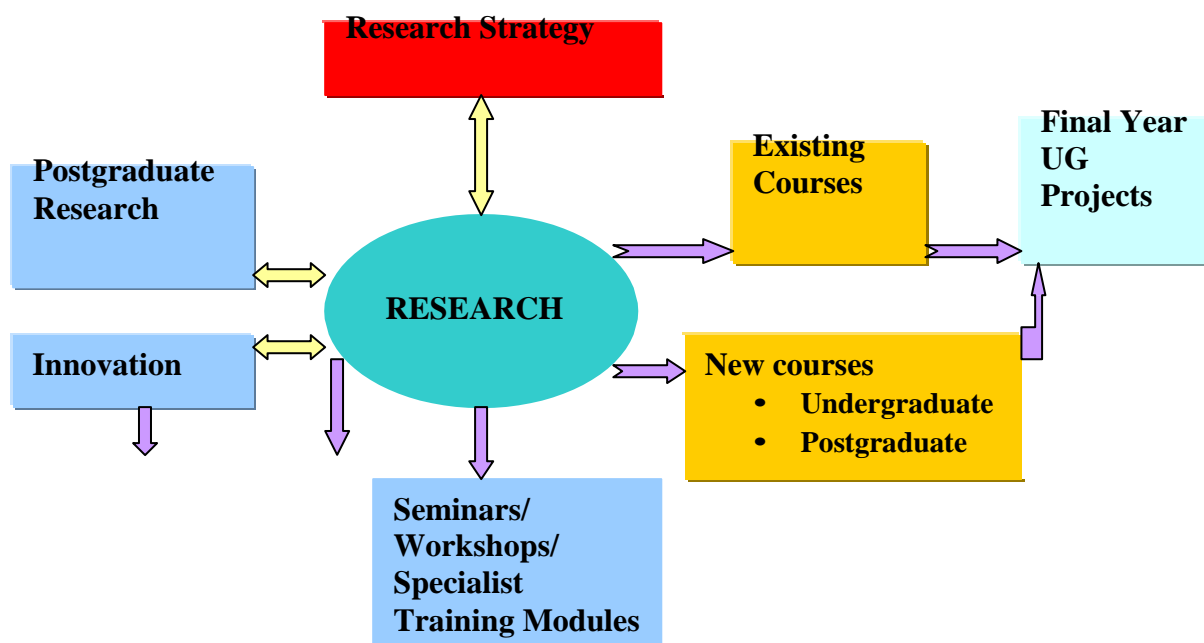 Research Strategy
Postgraduate
Research
Existing
Courses
Final Year
UG
Projects
RESEARCH
Innovation
New courses
• Undergraduate
• Postgraduate
Seminars/
Workshops/
Specialist
Training Modules